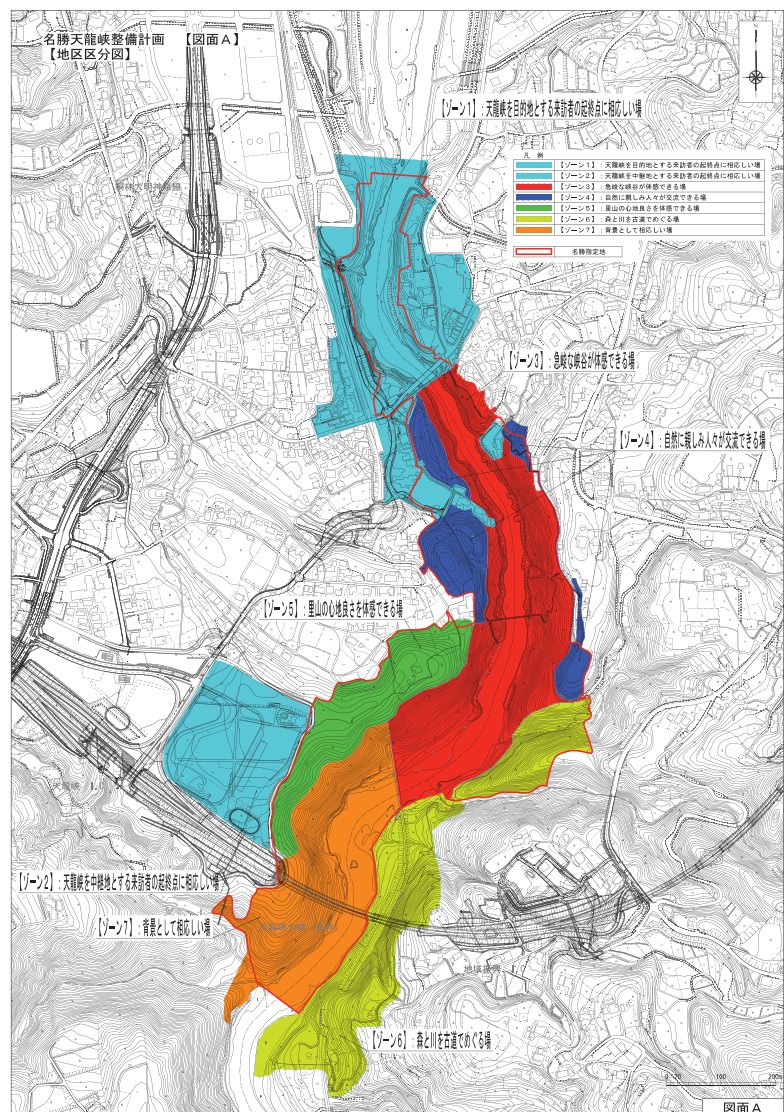 名勝天龍峡整備計画 【図面A】
【地区区分図】
【ゾーン1】:天龍峡を目的地とする来訪者の起終点に相応しい場
凡 例
【ゾーン1】:天龍峡を目的地とする来訪者の起終点に相応しい場
【ゾーン2】:天龍峡を中継地とする来訪者の起終点に相応しい場
【ゾーン3】:急峻な峡谷が体感できる場
【ゾーン4】:自然に親しみ人々が交流できる場
【ゾーン5】:里山の心地良さを体感できる場
【ゾーン6】:森と川を古道でめぐる場
【ゾーン7】:背景として相応しい場
名勝指定地
【ゾーン3】:急峻な峡谷が体感できる場
【ゾーン4】:自然に親しみ人々が交流できる場
【ゾーン5】:里山の心地良さを体感できる場
【ゾーン2】:天龍峡を中継地とする来訪者の起終点に相応しい場
【ゾーン7】:背景として相応しい場
【ゾーン6】:森と川を古道でめぐる場
0 20 100 200m
図面A